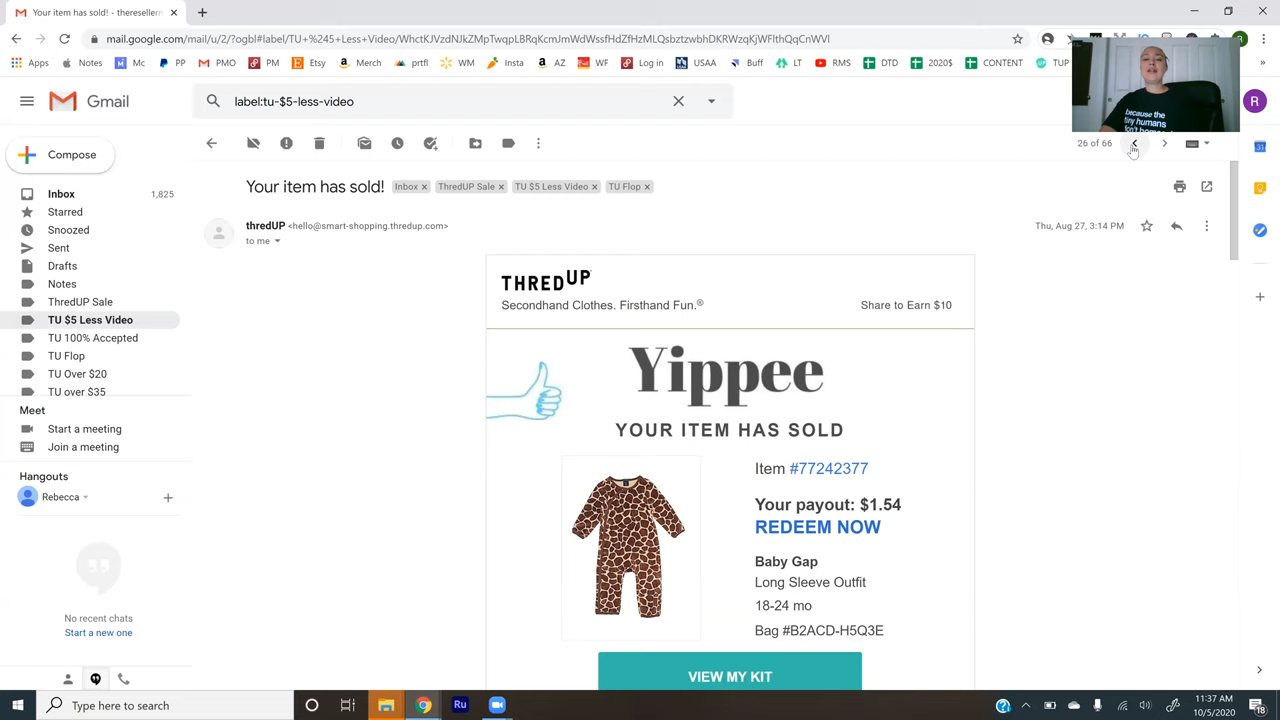 Your item has sold! - theresellerr
mail.google.com/mail/u/2/?ogbl#label/TU+%245+Less+Video/WhctKJVzdNJkZMpTwqpLBRqKcmJmWdWssfHdZfHzMLQsbztzwbhDKRWzqKjWFlthQqCnWVl
Apps Notes Mc PP PMO PM Etsy Merch prtfl WM Insta AZ WF Log in USAA Buff LT RMS DTD 2020$ CONTENT TUP
Gmail
label:tu-$5-less-video
R
because the
tiny humans
26 of 66
Compose
Your item has sold! Inbox x ThredUP Sale x TU $5 Less Video x TU Flop x
Inbox 1,825
Starred
Snoozed
Sent
Drafts
Notes
ThredUP Sale
TU $5 Less Video
TU 100% Accepted
TU Flop
TU Over $20
TU over $35
Meet
Start a meeting
Join a meeting
Hangouts
Rebecca
No recent chats
Start a new one
thredUP <hello@smart-shopping.thredup.com>
to me
Thu, Aug 27, 3:14 PM
THREDUP
Secondhand Clothes. Firsthand Fun.®
Share to Earn $10
Yippee
YOUR ITEM HAS SOLD
Item #77242377
Your payout: $1.54
REDEEM NOW
Baby Gap
Long Sleeve Outfit
18-24 mo
Bag #B2ACD-H5Q3E
VIEW MY KIT
Type here to search
Ru
11:37 AM
10/5/2020
18